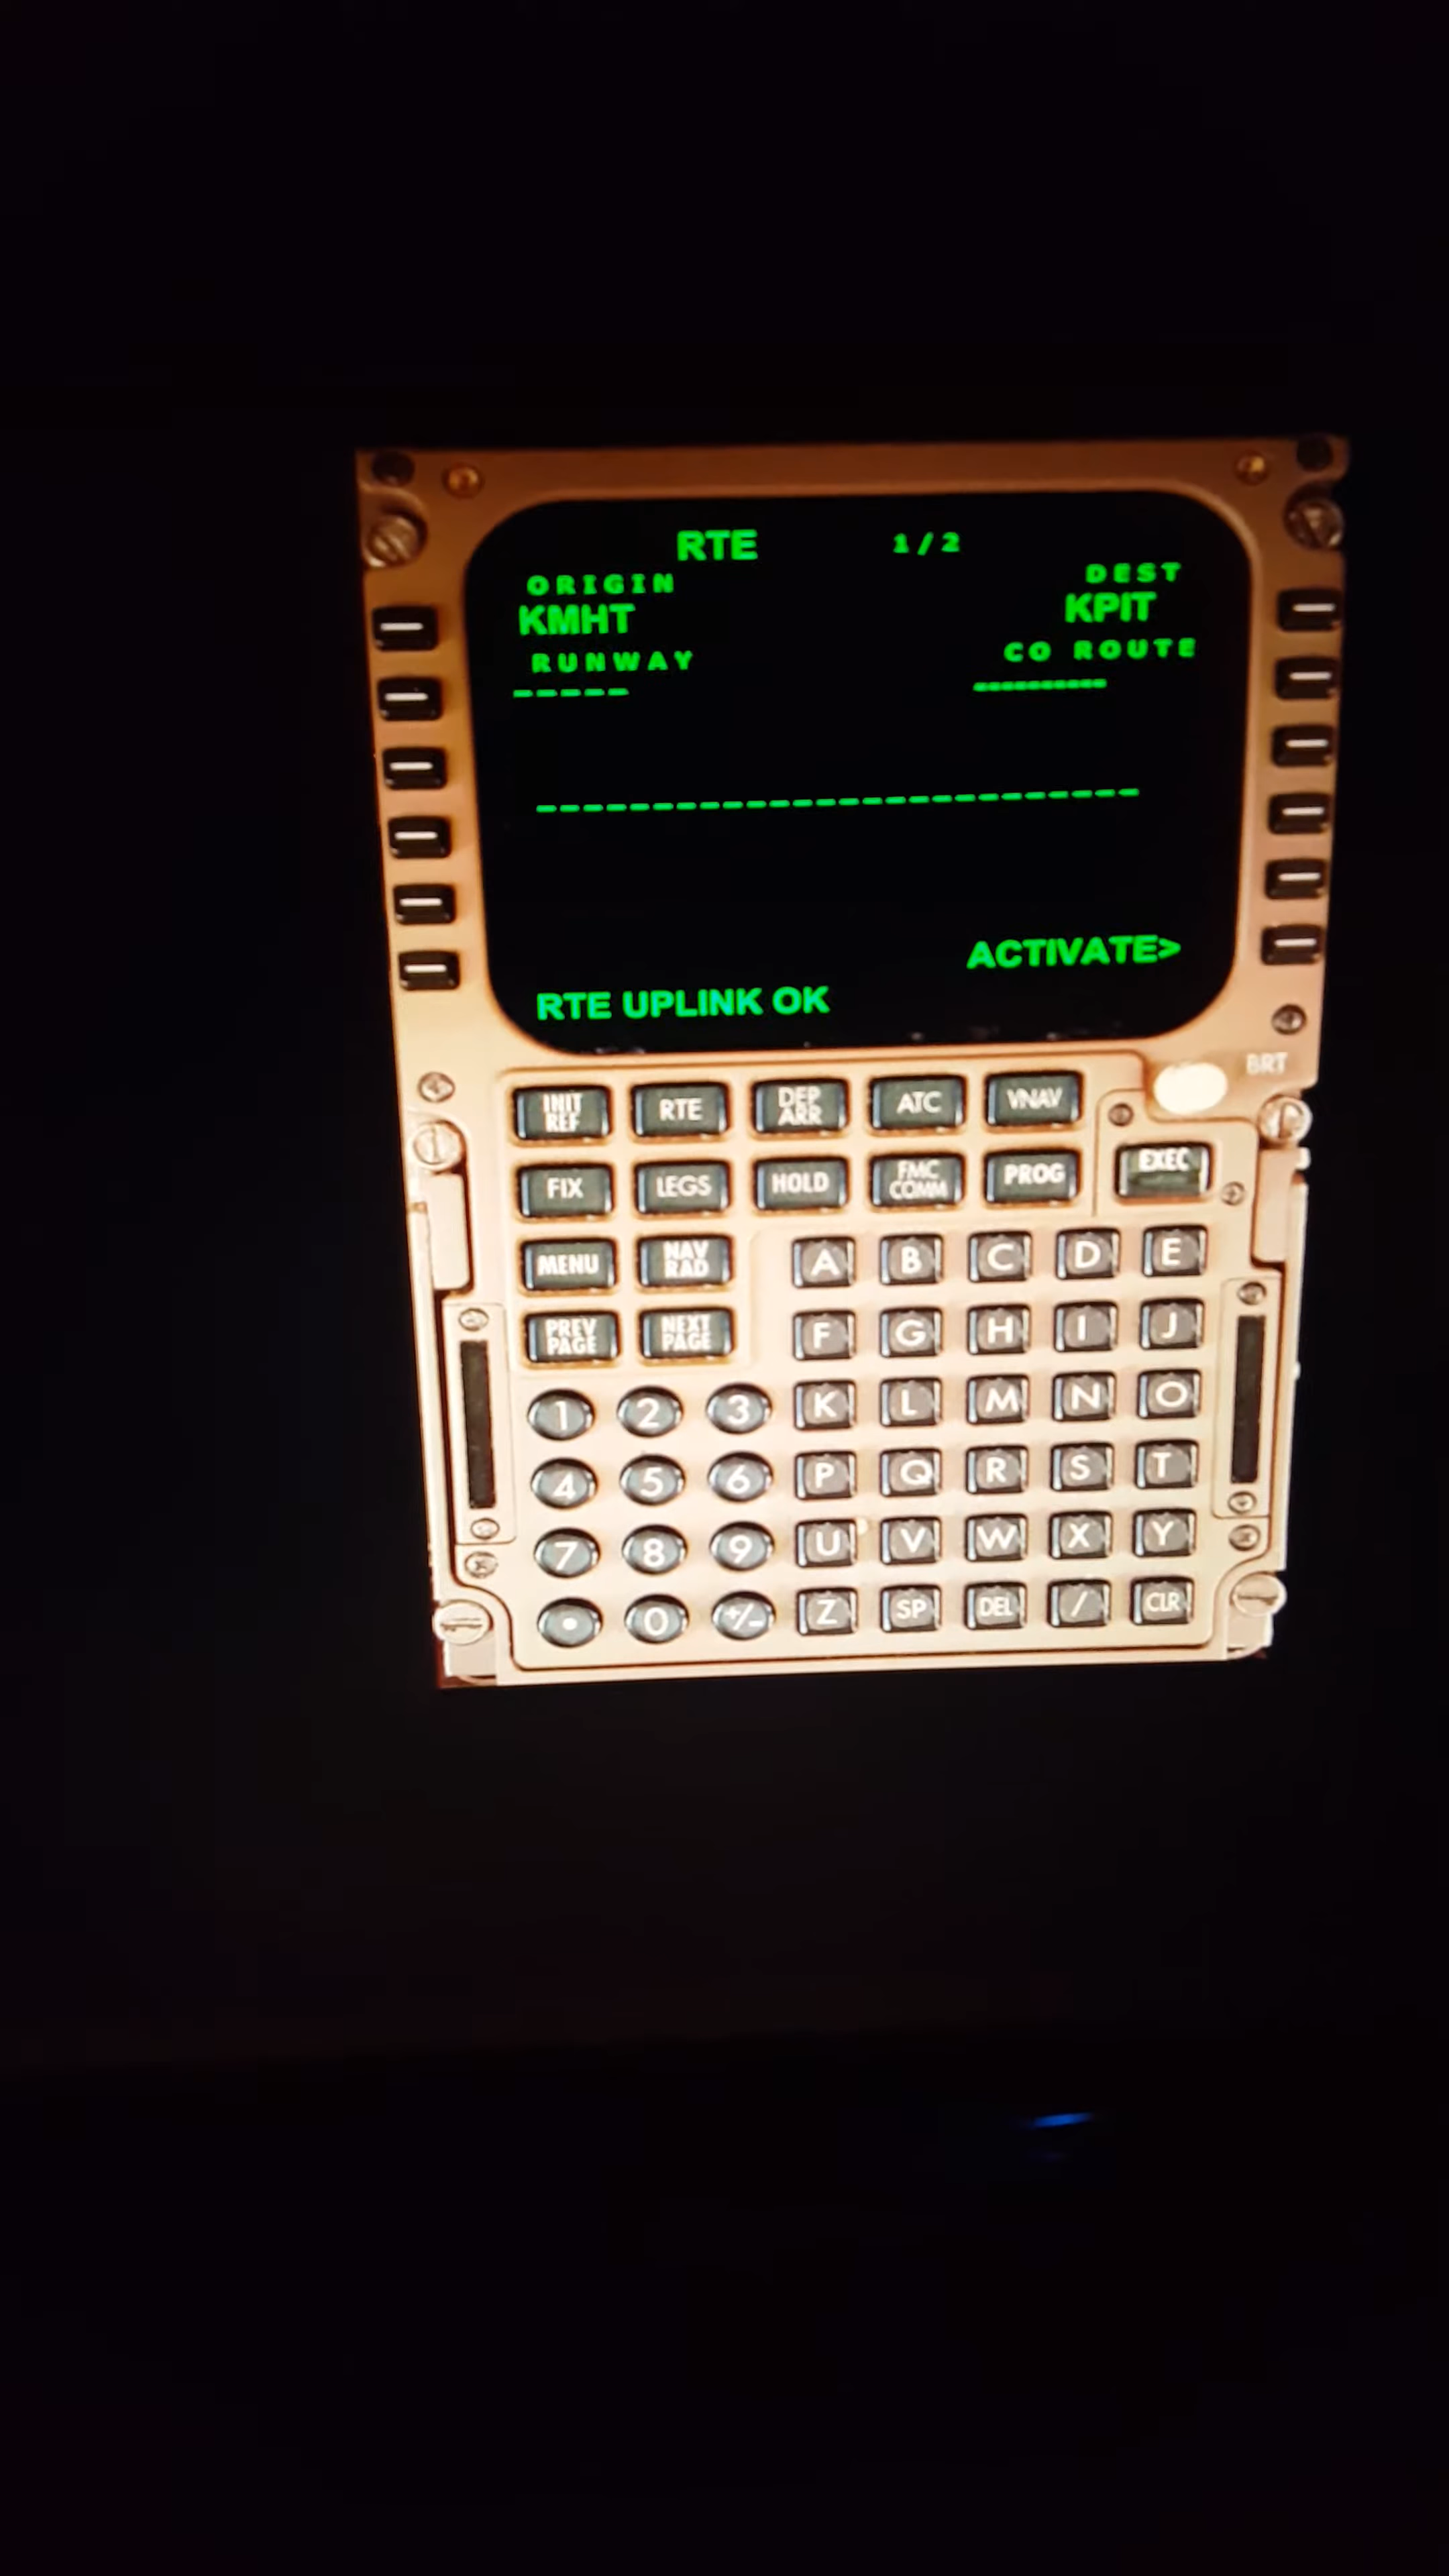 RTE 1/2
ORIGIN DEST
KMHT KPIT
RUNWAY CO ROUTE
----- ----------
--------------------------
ACTIVATE>
RTE UPLINK OK
BRT
INIT REF RTE DEP ARR ATC VNAV
FIX LEGS HOLD FMC COMM PROG EXEC
MENU NAV RAD A B C D E
PREV PAGE NEXT PAGE F G H I J
1 2 3 K L M N O
4 5 6 P Q R S T
7 8 9 U V W X Y
. 0 +/- Z SP DEL / CLR